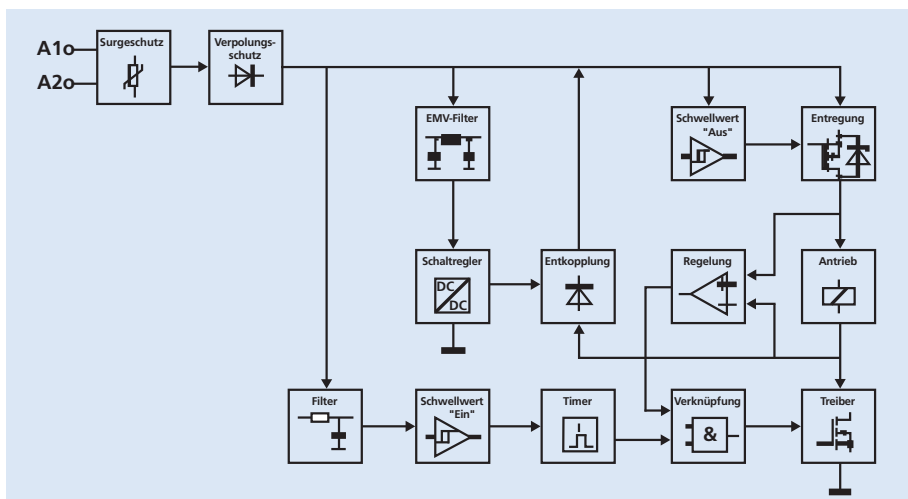 A1o
A2o
Surgeschutz
Verpolungs-
schutz
EMV-Filter
Schwellwert
"Aus"
Entregung
Schaltregler
DC
DC
Entkopplung
Regelung
Antrieb
Filter
Schwellwert
"Ein"
Timer
Verknüpfung
&
Treiber